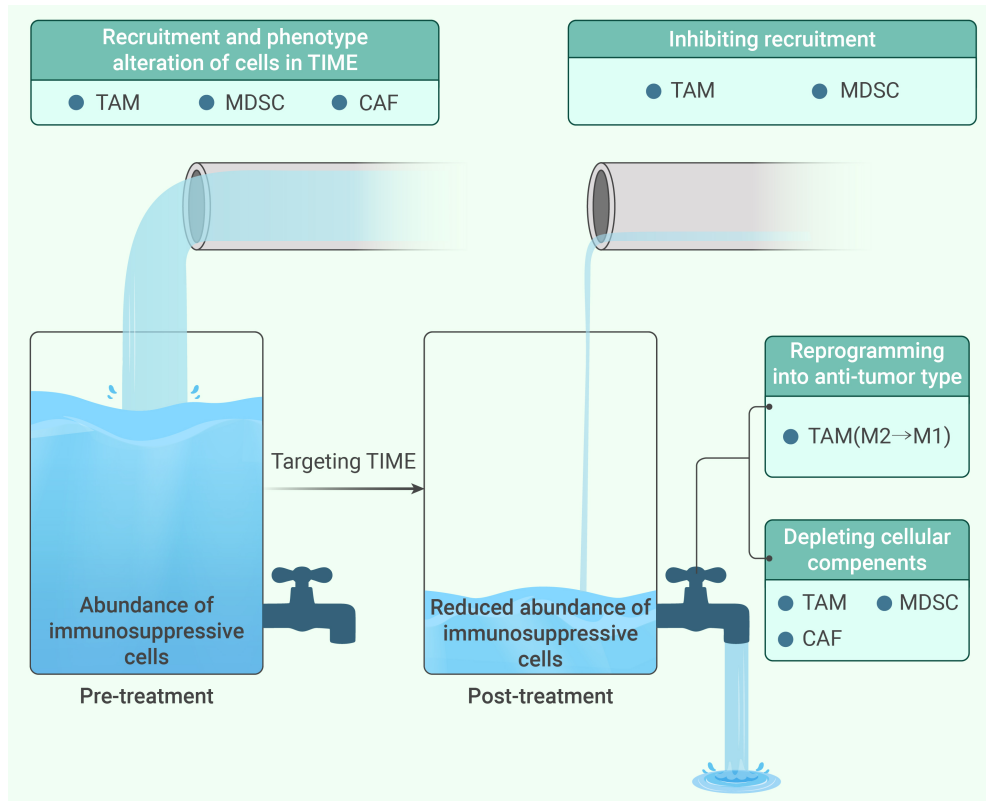 Recruitment and phenotype
alteration of cells in TIME
TAM MDSC CAF
Inhibiting recruitment
TAM MDSC
Targeting TIME
Abundance of
immunosuppressive
cells
Pre-treatment
Reduced abundance of
immunosuppressive
cells
Post-treatment
Reprogramming
into anti-tumor type
TAM(M2→M1)
Depleting cellular
compenents
TAM MDSC
CAF